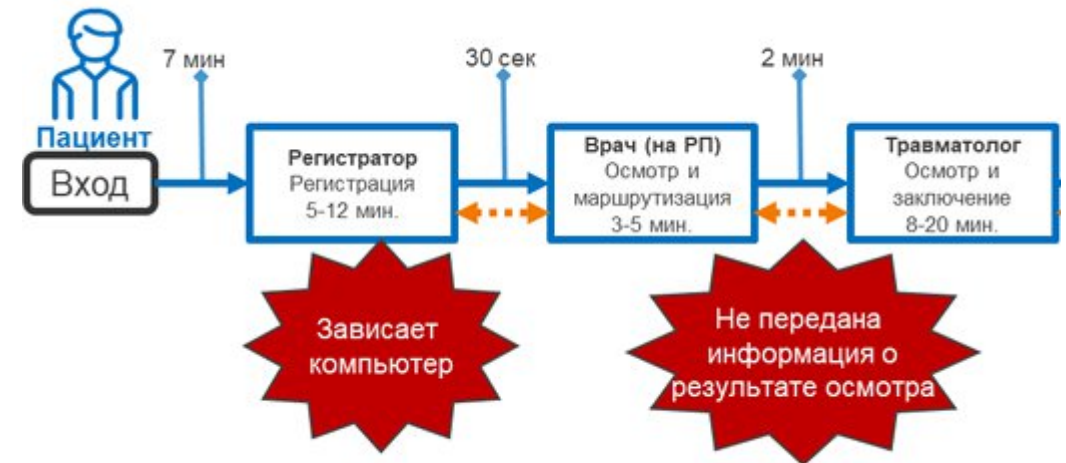 7 мин
30 сек
2 мин
Пациент
Вход
Регистратор
Регистрация
5-12 мин.
Врач (на РП)
Осмотр и
маршрутизация
3-5 мин.
Травматолог
Осмотр и
заключение
8-20 мин.
Зависает
компьютер
Не передана
информация о
результате осмотра